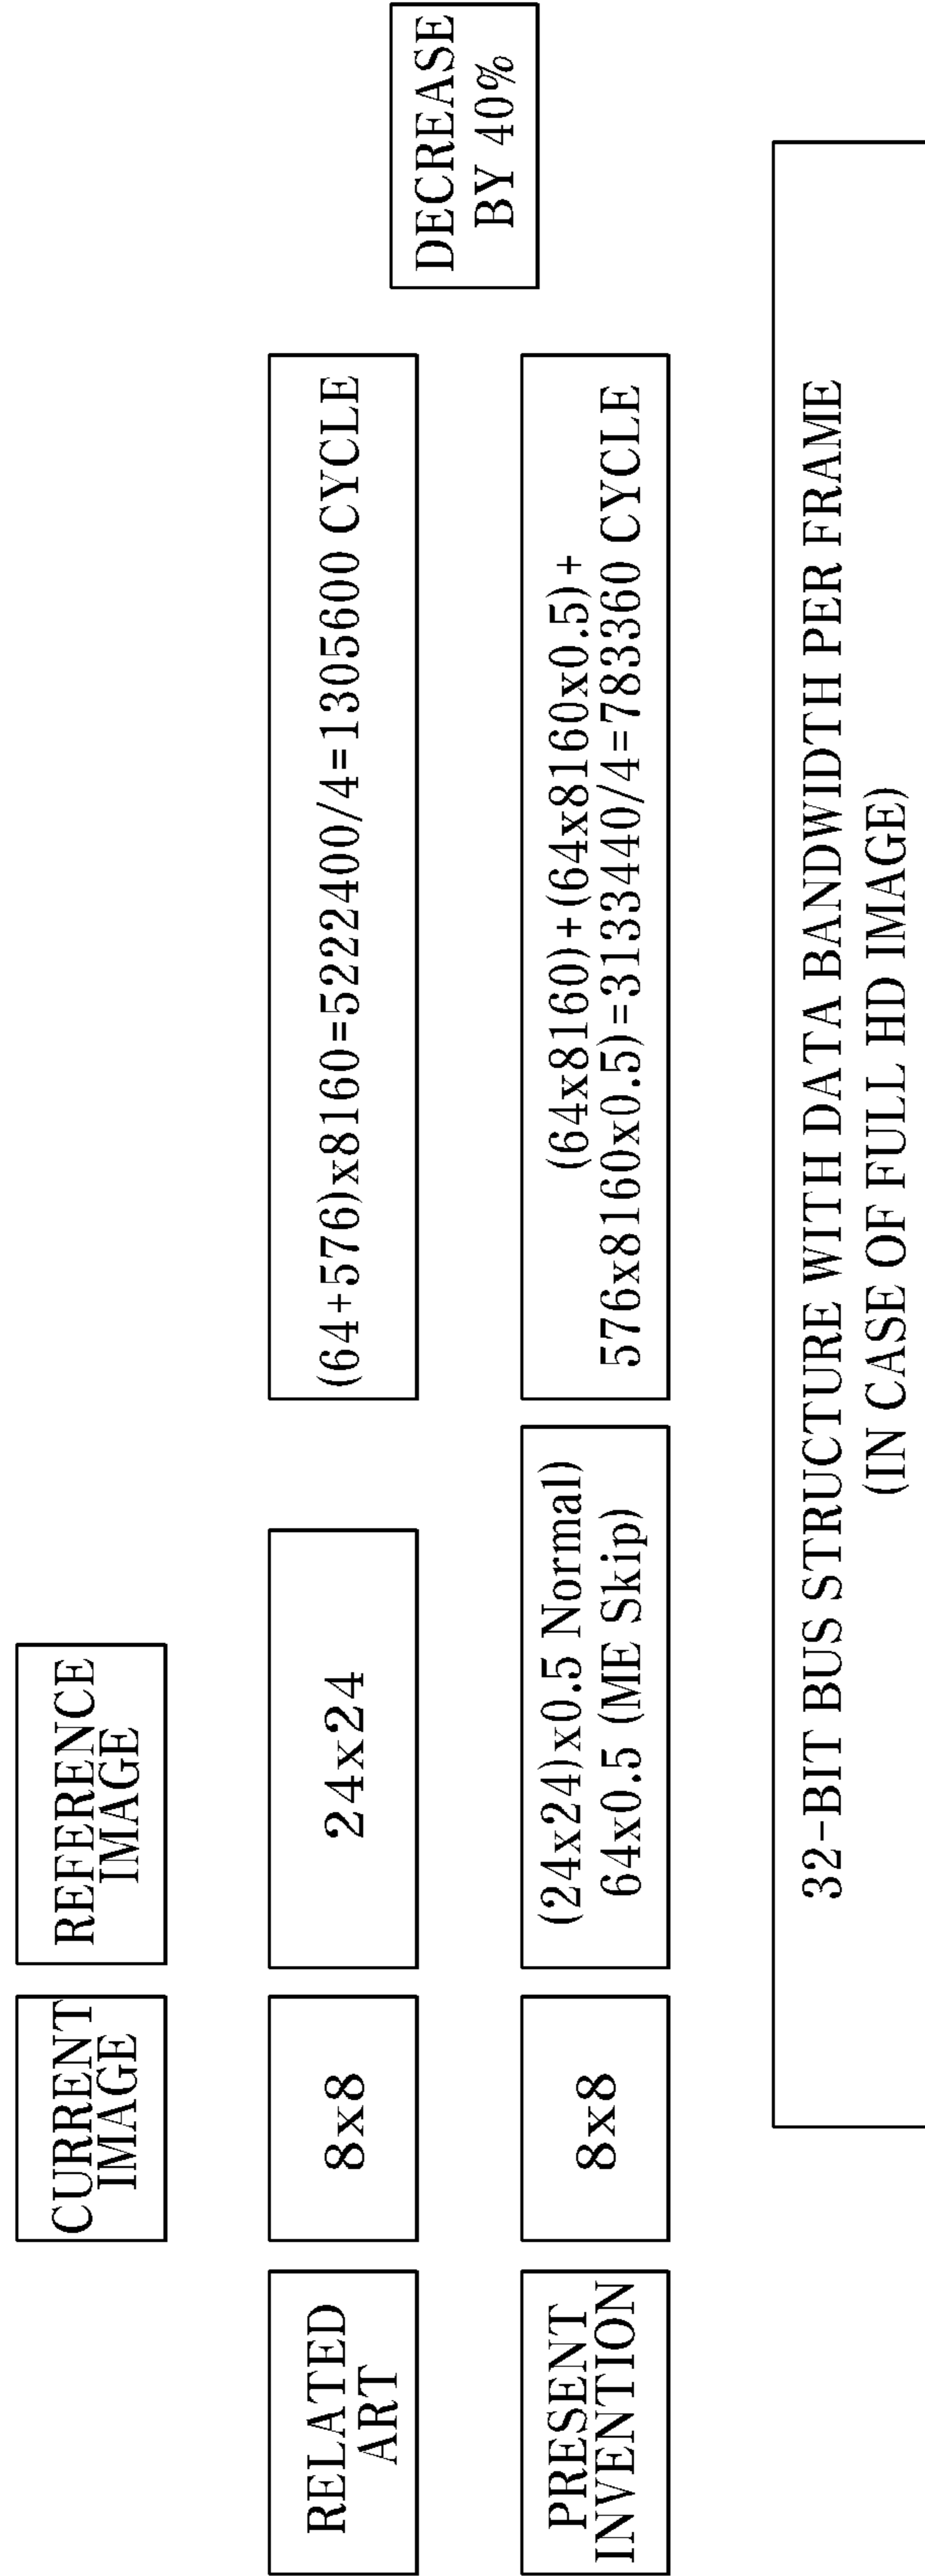 CURRENT
IMAGE
REFERENCE
IMAGE
RELATED
ART
8x8
24x24
(64+576)x8160=5222400/4=1305600 CYCLE
PRESENT
INVENTION
8x8
(24x24)x0.5 Normal)
64x0.5 (ME Skip)
(64x8160)+(64x8160x0.5)+
576x8160x0.5)=3133440/4=783360 CYCLE
DECREASE
BY 40%
32-BIT BUS STRUCTURE WITH DATA BANDWIDTH PER FRAME
(IN CASE OF FULL HD IMAGE)